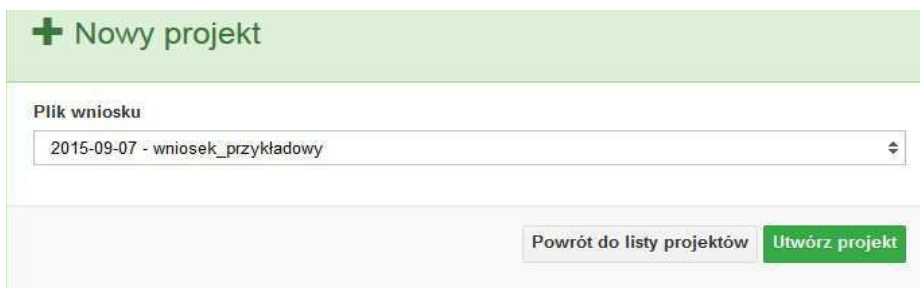 Nowy projekt
Plik wniosku
2015-09-07 - wniosek_przykładowy
Powrót do listy projektów Utwórz projekt